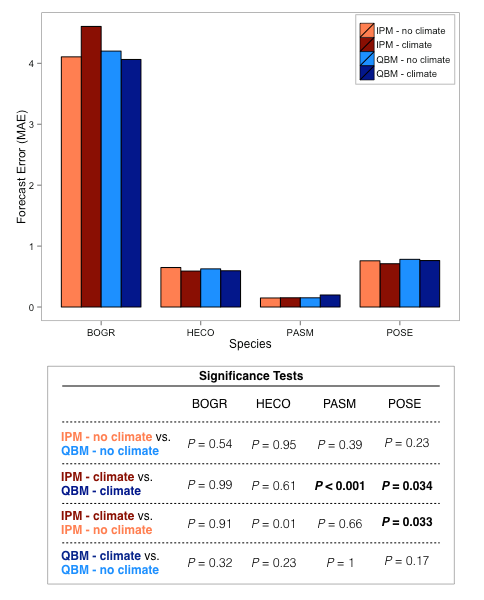 IPM - no climate
IPM - climate
QBM - no climate
QBM - climate
Forecast Error (MAE)
4
3
2
1
0
BOGR HECO PASM POSE
Species
Significance Tests
BOGR HECO PASM POSE
IPM - no climate vs.
QBM - no climate
P = 0.54 P = 0.95 P = 0.39 P = 0.23
IPM - climate vs.
QBM - climate
P = 0.99 P = 0.61 P < 0.001 P = 0.034
IPM - climate vs.
IPM - no climate
P = 0.91 P = 0.01 P = 0.66 P = 0.033
QBM - climate vs.
QBM - no climate
P = 0.32 P = 0.23 P = 1 P = 0.17